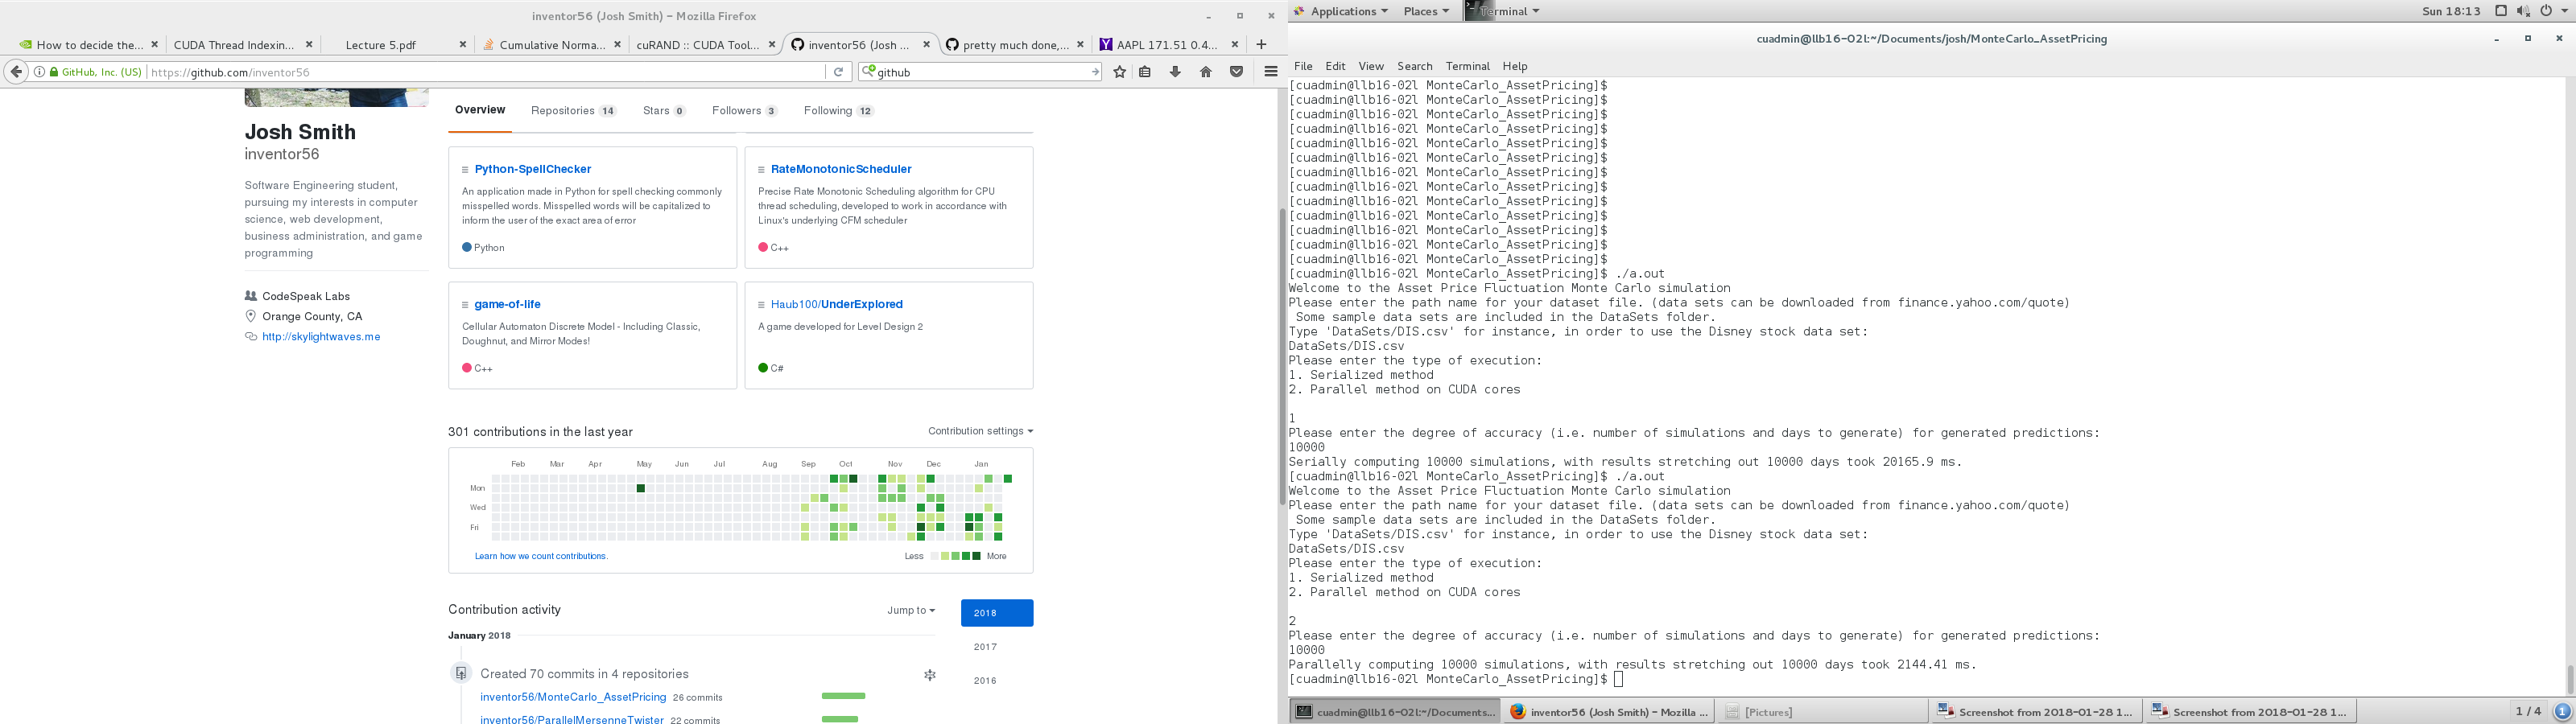 inventor56 (Josh Smith) – Mozilla Firefox
How to decide the...
CUDA Thread Indexin...
Lecture 5.pdf
Cumulative Norma...
cuRAND :: CUDA Tool...
inventor56 (Josh ...
pretty much done,...
AAPL 171.51 0.4...
GitHub, Inc. (US)
https://github.com/inventor56
github
Josh Smith
inventor56
Software Engineering student,
pursuing my interests in computer
science, web development,
business administration, and game
programming
CodeSpeak Labs
Orange County, CA
http://skylightwaves.me
Overview Repositories 14 Stars 0 Followers 3 Following 12
Python-SpellChecker
An application made in Python for spell checking commonly
misspelled words. Misspelled words will be capitalized to
inform the user of the exact area of error
Python
RateMonotonicScheduler
Precise Rate Monotonic Scheduling algorithm for CPU
thread scheduling, developed to work in accordance with
Linux's underlying CFM scheduler
C++
game-of-life
Cellular Automaton Discrete Model - Including Classic,
Doughnut, and Mirror Modes!
C++
Haub100/UnderExplored
A game developed for Level Design 2
C#
301 contributions in the last year
Contribution settings
Feb Mar Apr May Jun Jul Aug Sep Oct Nov Dec Jan
Mon
Wed
Fri
Learn how we count contributions.
Less More
Contribution activity
Jump to
2018
2017
2016
January 2018
Created 70 commits in 4 repositories
inventor56/MonteCarlo_AssetPricing 26 commits
inventor56/ParallelMersenneTwister 22 commits
Applications Places Terminal
Sun 18:13
cuadmin@llb16-02l:~/Documents/josh/MonteCarlo_AssetPricing
File Edit View Search Terminal Help
[cuadmin@llb16-02l MonteCarlo_AssetPricing]$
[cuadmin@llb16-02l MonteCarlo_AssetPricing]$
[cuadmin@llb16-02l MonteCarlo_AssetPricing]$
[cuadmin@llb16-02l MonteCarlo_AssetPricing]$
[cuadmin@llb16-02l MonteCarlo_AssetPricing]$
[cuadmin@llb16-02l MonteCarlo_AssetPricing]$
[cuadmin@llb16-02l MonteCarlo_AssetPricing]$
[cuadmin@llb16-02l MonteCarlo_AssetPricing]$
[cuadmin@llb16-02l MonteCarlo_AssetPricing]$
[cuadmin@llb16-02l MonteCarlo_AssetPricing]$
[cuadmin@llb16-02l MonteCarlo_AssetPricing]$
[cuadmin@llb16-02l MonteCarlo_AssetPricing]$
[cuadmin@llb16-02l MonteCarlo_AssetPricing]$
[cuadmin@llb16-02l MonteCarlo_AssetPricing]$ ./a.out
Welcome to the Asset Price Fluctuation Monte Carlo simulation
Please enter the path name for your dataset file. (data sets can be downloaded from finance.yahoo.com/quote)
Some sample data sets are included in the DataSets folder.
Type 'DataSets/DIS.csv' for instance, in order to use the Disney stock data set:
DataSets/DIS.csv
Please enter the type of execution:
1. Serialized method
2. Parallel method on CUDA cores
1
Please enter the degree of accuracy (i.e. number of simulations and days to generate) for generated predictions:
10000
Serially computing 10000 simulations, with results stretching out 10000 days took 20165.9 ms.
[cuadmin@llb16-02l MonteCarlo_AssetPricing]$ ./a.out
Welcome to the Asset Price Fluctuation Monte Carlo simulation
Please enter the path name for your dataset file. (data sets can be downloaded from finance.yahoo.com/quote)
Some sample data sets are included in the DataSets folder.
Type 'DataSets/DIS.csv' for instance, in order to use the Disney stock data set:
DataSets/DIS.csv
Please enter the type of execution:
1. Serialized method
2. Parallel method on CUDA cores
2
Please enter the degree of accuracy (i.e. number of simulations and days to generate) for generated predictions:
10000
Parallelly computing 10000 simulations, with results stretching out 10000 days took 2144.41 ms.
[cuadmin@llb16-02l MonteCarlo_AssetPricing]$
cuadmin@llb16-02l:~/Documents...
inventor56 (Josh Smith) – Mozilla ...
[Pictures]
Screenshot from 2018-01-28 1...
Screenshot from 2018-01-28 1...
1 / 4
1